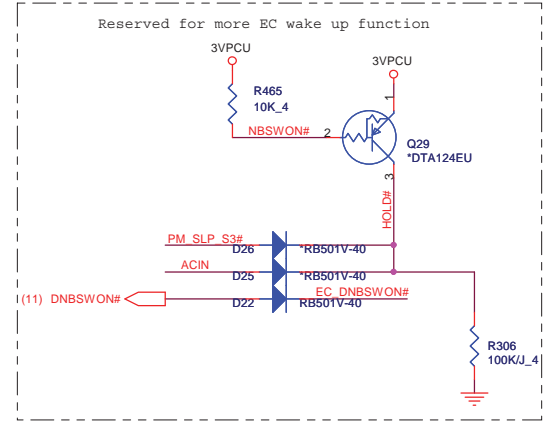 Reserved for more EC wake up function
3VPCU
3VPCU
R465
10K_4
1
NBSWON#
2
Q29
*DTA124EU
3
HOLD#
PM_SLP_S3#
D26
*RB501V-40
ACIN
D25
*RB501V-40
(11) DNBSWON#
D22
EC_DNBSWON#
RB501V-40
R306
100K/J_4